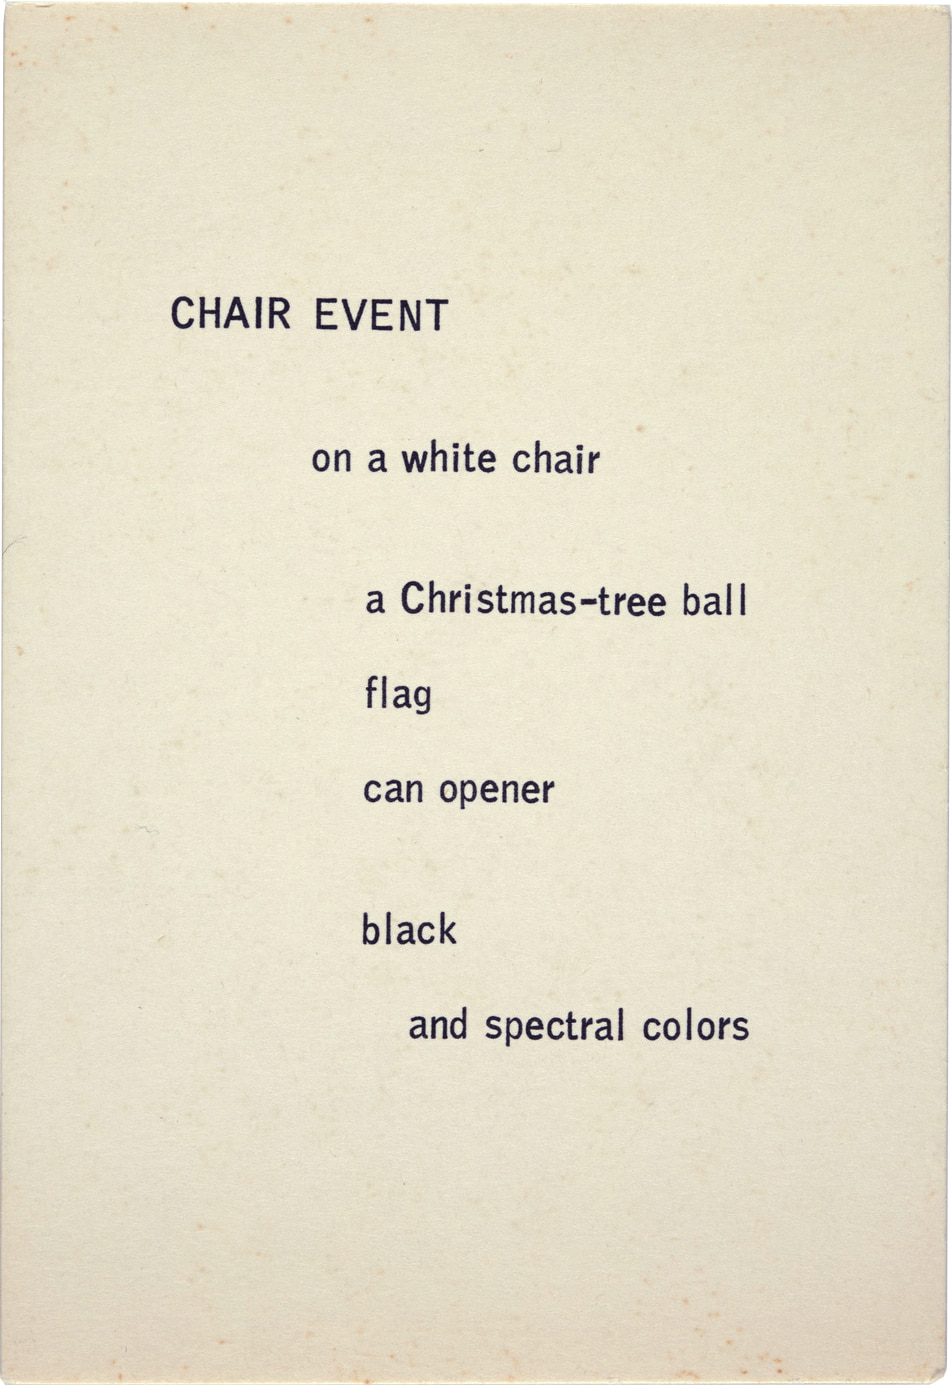 CHAIR EVENT
on a white chair
a Christmas-tree ball
flag
can opener
black
and spectral colors